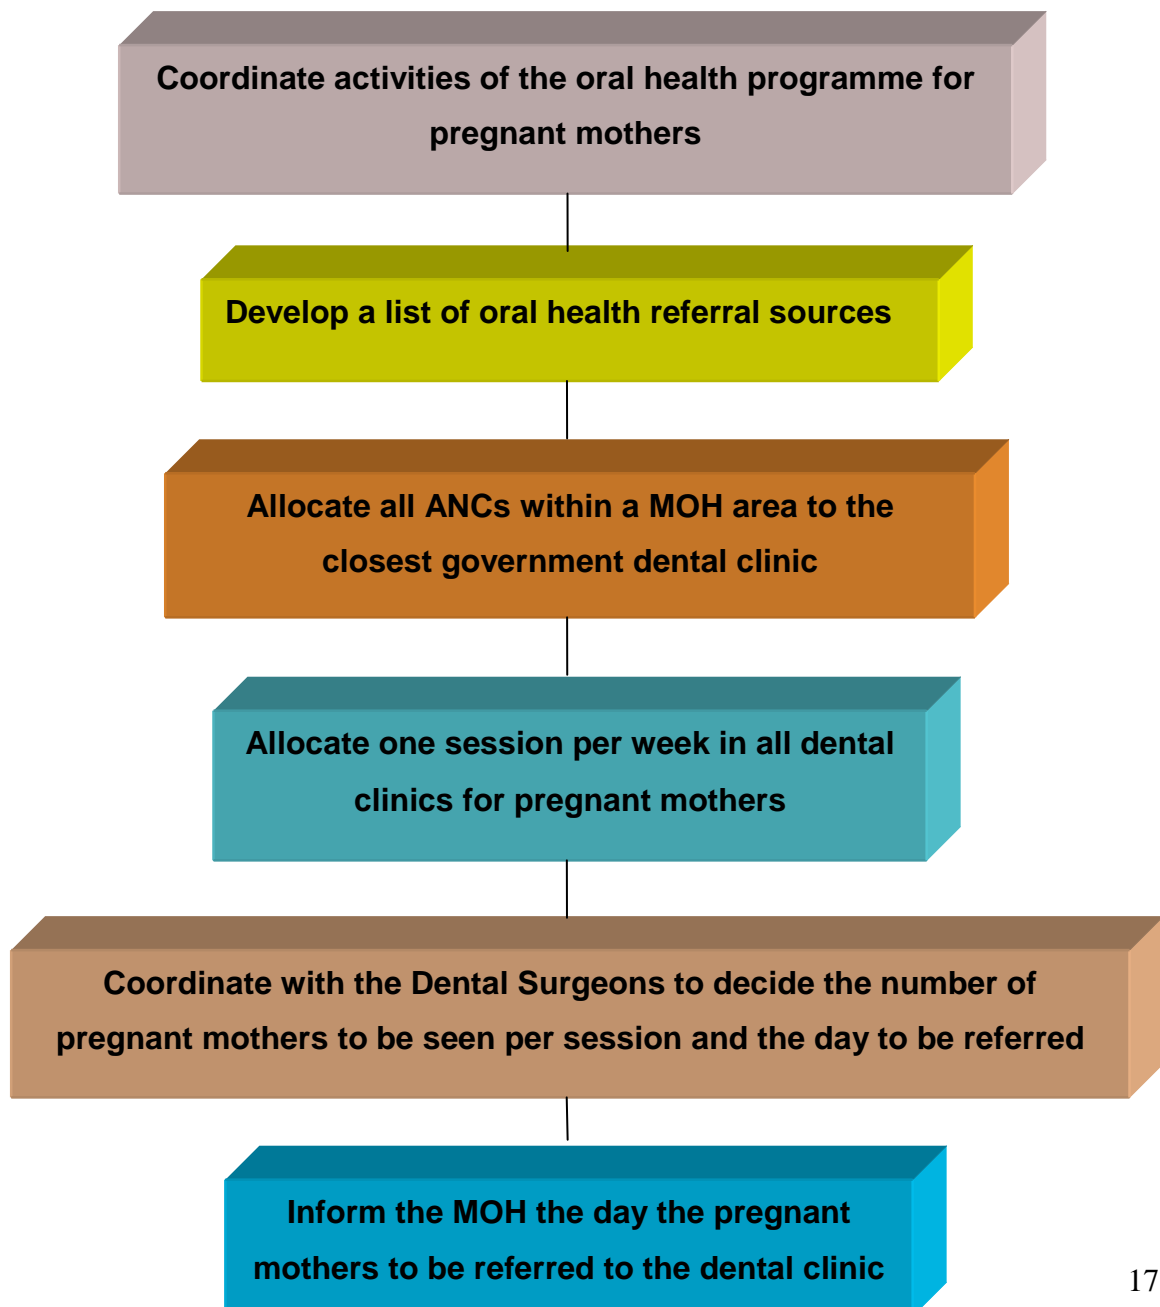 Coordinate activities of the oral health programme for
pregnant mothers
Develop a list of oral health referral sources
Allocate all ANCs within a MOH area to the
closest government dental clinic
Allocate one session per week in all dental
clinics for pregnant mothers
Coordinate with the Dental Surgeons to decide the number of
pregnant mothers to be seen per session and the day to be referred
Inform the MOH the day the pregnant
mothers to be referred to the dental clinic
17